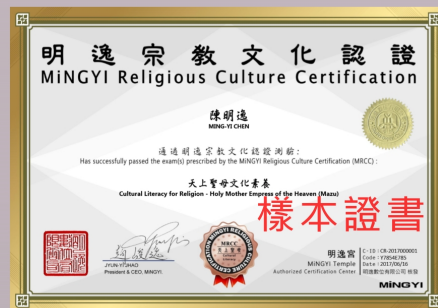 明逸宗教文化認證
MiNGYI Religious Culture Certification
陳明逸
MING-YI CHEN
通過明逸宗教文化認證測驗:
Has successfully passed the exam(s) prescribed by the MiNGYI Religious Culture Certification (MRCC) :
天上聖母文化素養
Cultural Literacy for Religion - Holy Mother Empress of the Heaven (Mazu)
樣本證書
JYUN-YI ZHAO
President & CEO, MINGYI
MRCC
明逸宮
MiNGYI Temple
Authorized Certification Center
C-ID : CR-2017000001
Code : Y78548785
Date : 2017/06/16
明逸數位有限公司 核發
MiNGYI